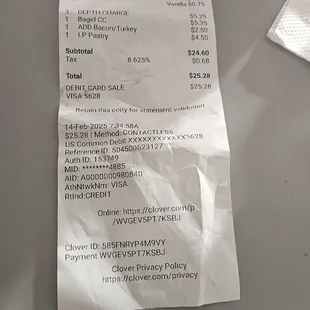 Vanilla $0.75
3 DEPTH CHARGE $5.25
1 Bagel CC $5.35
1 ADD Bacon/Turkey $2.50
1 LP Pastry $4.50
Subtotal $24.60
Tax 8.625% $0.68
Total $25.28
DEBIT CARD SALE $25.28
VISA 5628
Retain this copy for statement validation
14-Feb-2025 7:34:58A
$25.28 | Method: CONTACTLESS
US Common Debit XXXXXXXXXXXX5628
Reference ID: 504500623127
Auth ID: 153749
MID: ********4885
AID: A0000000980840
AthNtwkNm: VISA
RtInd:CREDIT
Online: https://clover.com/p
/WVGEV5PT7KSBJ
Clover ID: 585FNRYP4M9VY
Payment WVGEV5PT7KSBJ
Clover Privacy Policy
https://clover.com/privacy